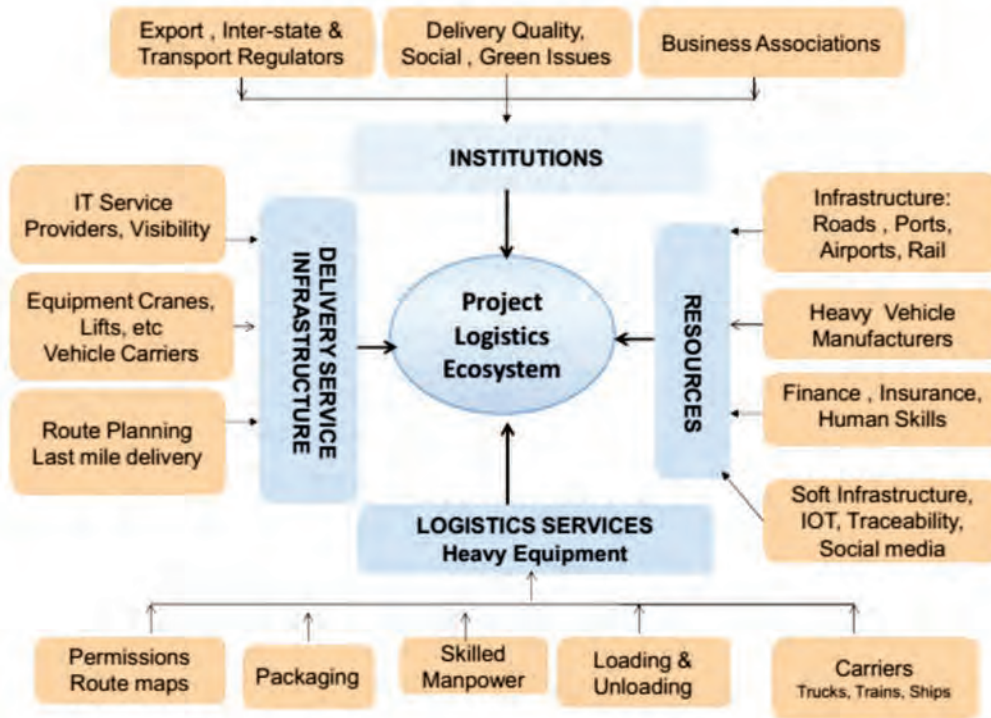 Export , Inter-state &
Transport Regulators
Delivery Quality,
Social , Green Issues
Business Associations
INSTITUTIONS
IT Service
Providers, Visibility
Equipment Cranes,
Lifts, etc
Vehicle Carriers
Route Planning
Last mile delivery
DELIVERY SERVICE
INFRASTRUCTURE
Project
Logistics
Ecosystem
RESOURCES
Infrastructure:
Roads , Ports,
Airports, Rail
Heavy Vehicle
Manufacturers
Finance , Insurance,
Human Skills
Soft Infrastructure,
IOT, Traceability,
Social media
LOGISTICS SERVICES
Heavy Equipment
Permissions
Route maps
Packaging
Skilled
Manpower
Loading &
Unloading
Carriers
Trucks, Trains, Ships